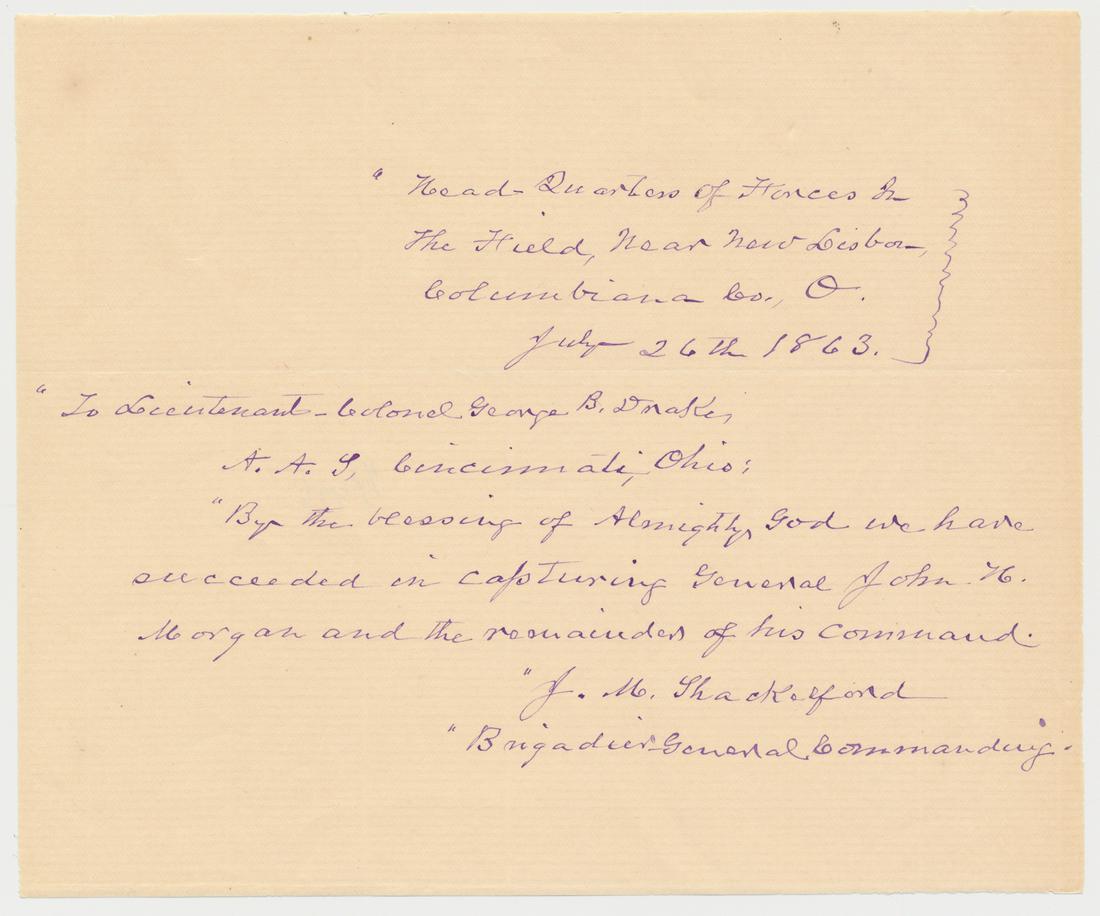 " Head-Quarters of Forces In
The Field, Near New Lisbon,
Columbiana Co., O.
July 26th 1863.
" To Lieutenant-Colonel George B. Drake,
A. A. G, Cincinnati, Ohio:
"By the blessing of Almighty God we have
succeeded in capturing General John H.
Morgan and the remainder of his command.
"J. M. Shackelford
"Brigadier-General Commanding.